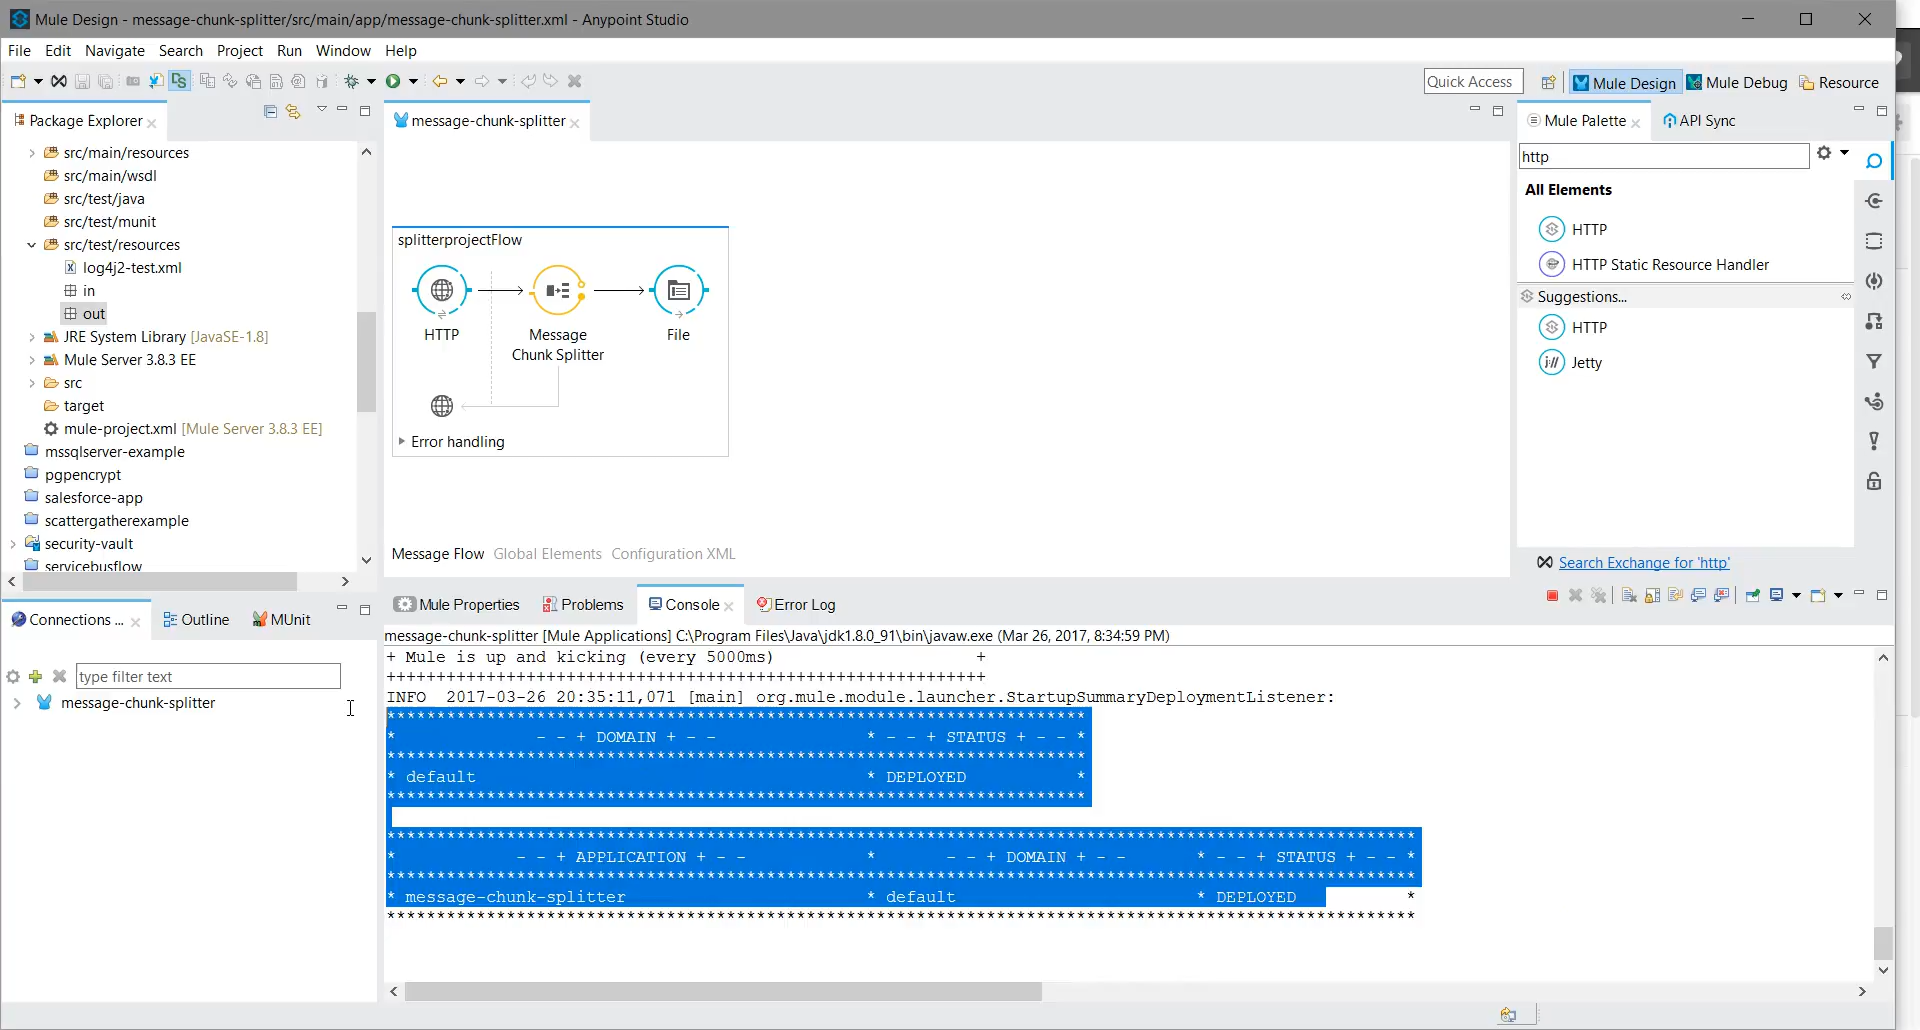 Mule Design - message-chunk-splitter/src/main/app/message-chunk-splitter.xml - Anypoint Studio
File Edit Navigate Search Project Run Window Help
Quick Access
Mule Design
Mule Debug
Resource
Package Explorer
src/main/resources
src/main/wsdl
src/test/java
src/test/munit
src/test/resources
log4j2-test.xml
in
out
JRE System Library [JavaSE-1.8]
Mule Server 3.8.3 EE
src
target
mule-project.xml [Mule Server 3.8.3 EE]
mssqlserver-example
pgpencrypt
salesforce-app
scattergatherexample
security-vault
servicebusflow
message-chunk-splitter
splitterprojectFlow
HTTP
Message
Chunk Splitter
File
Error handling
Message Flow Global Elements Configuration XML
Mule Palette
API Sync
http
All Elements
HTTP
HTTP Static Resource Handler
Suggestions...
HTTP
Jetty
Search Exchange for 'http'
Connections ...
Outline
MUnit
type filter text
message-chunk-splitter
Mule Properties
Problems
Console
Error Log
message-chunk-splitter [Mule Applications] C:\Program Files\Java\jdk1.8.0_91\bin\javaw.exe (Mar 26, 2017, 8:34:59 PM)
+ Mule is up and kicking (every 5000ms) +
++++++++++++++++++++++++++++++++++++++++++++++++++++++++++++
INFO 2017-03-26 20:35:11,071 [main] org.mule.module.launcher.StartupSummaryDeploymentListener:
**********************************************************************
* - - + DOMAIN + - - * - - + STATUS + - - *
**********************************************************************
* default * DEPLOYED *
**********************************************************************
*******************************************************************************************************
* - - + APPLICATION + - - * - - + DOMAIN + - - * - - + STATUS + - - *
*******************************************************************************************************
* message-chunk-splitter * default * DEPLOYED *
*******************************************************************************************************